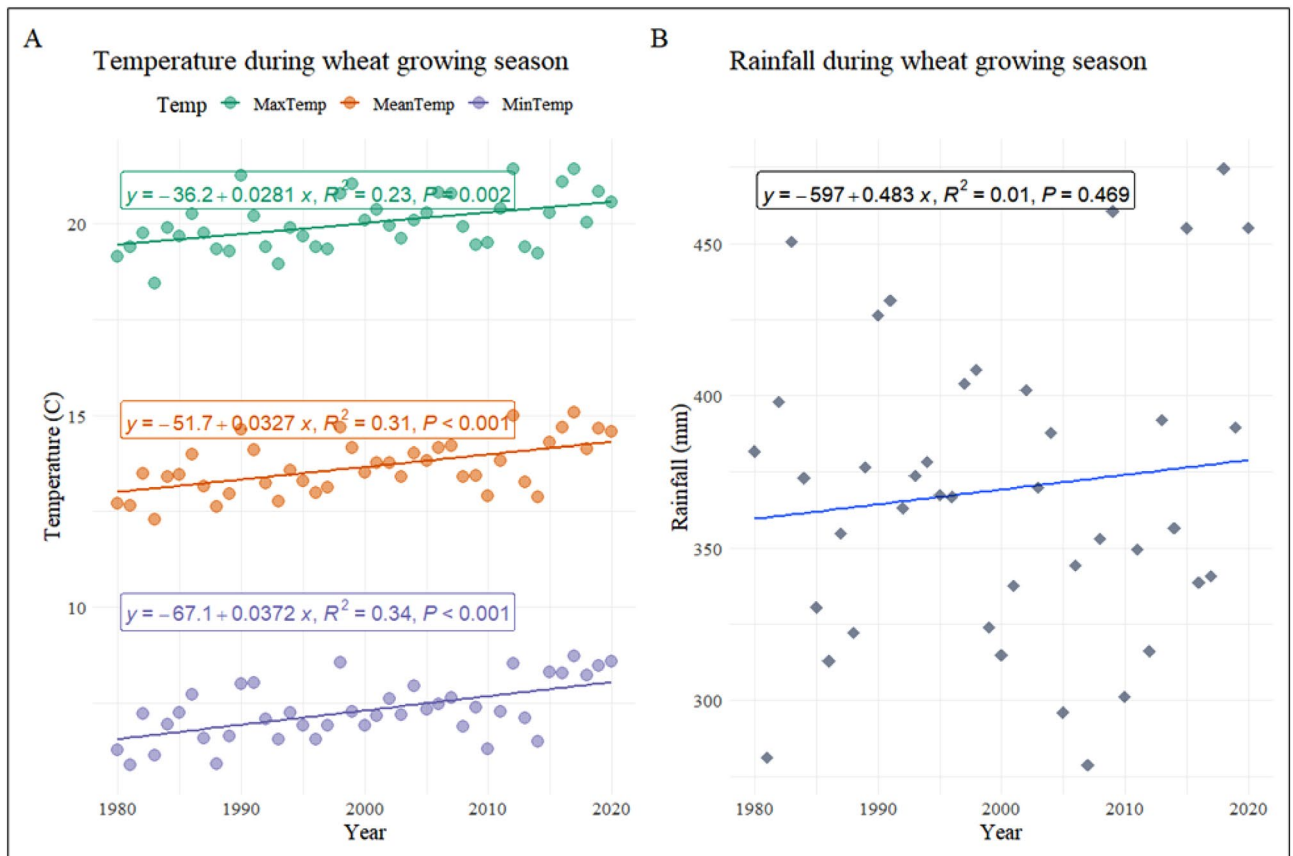 A
Temperature during wheat growing season
Temp MaxTemp MeanTemp MinTemp
y = −36.2 + 0.0281 x, R² = 0.23, P = 0.002
20
y = −51.7 + 0.0327 x, R² = 0.31, P < 0.001
15
y = −67.1 + 0.0372 x, R² = 0.34, P < 0.001
10
Temperature (C)
1980 1990 2000 2010 2020
Year
B
Rainfall during wheat growing season
y = −597 + 0.483 x, R² = 0.01, P = 0.469
450
400
350
300
Rainfall (mm)
1980 1990 2000 2010 2020
Year